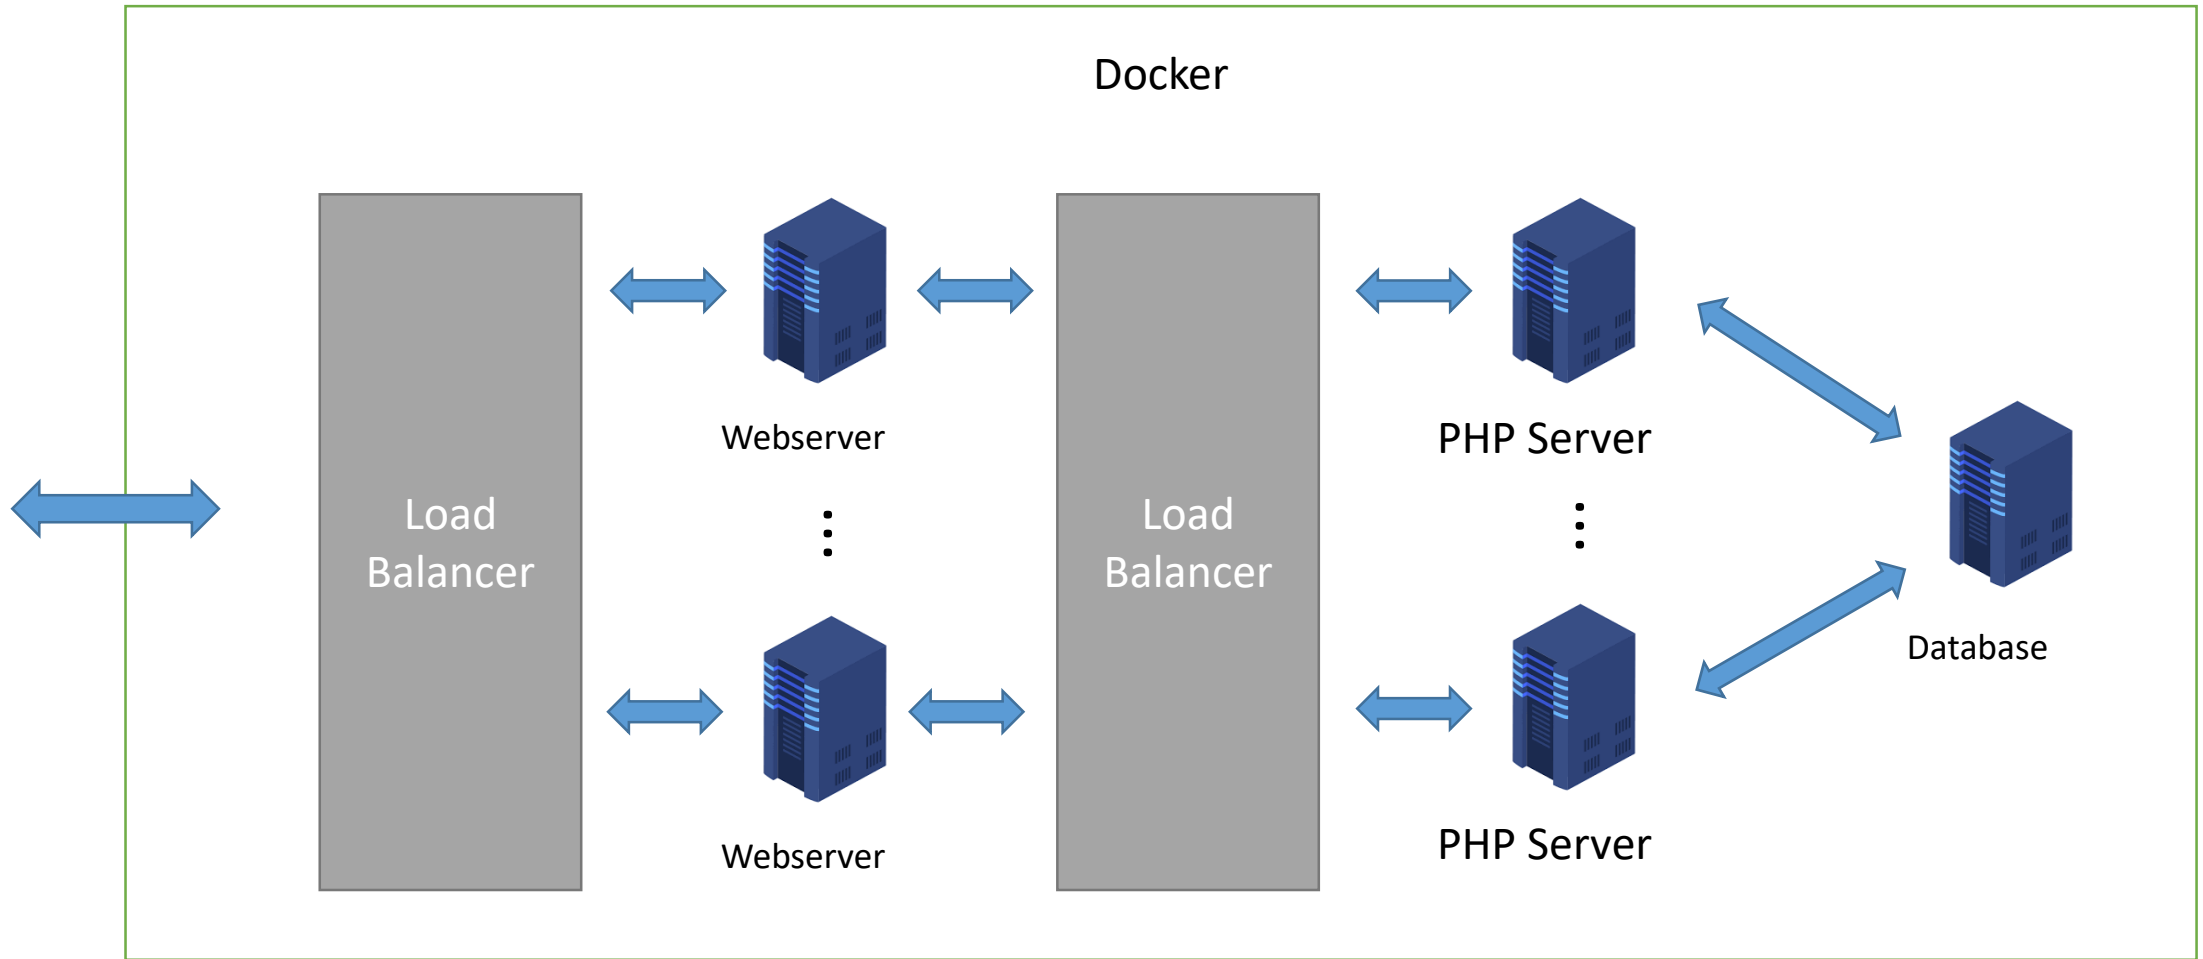 Docker
Load
Balancer
Webserver
Webserver
Load
Balancer
PHP Server
PHP Server
Database